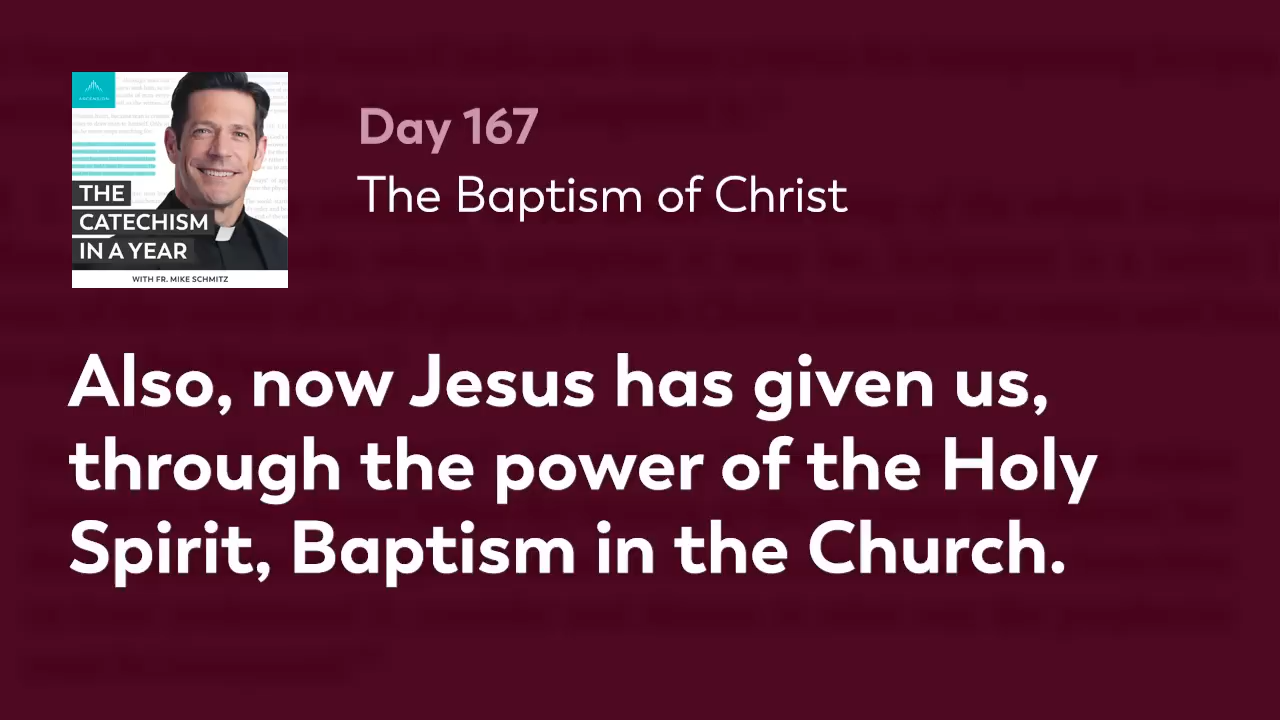 ASCENSION
THE
CATECHISM
IN A YEAR
WITH FR. MIKE SCHMITZ
Day 167
The Baptism of Christ
Also, now Jesus has given us,
through the power of the Holy
Spirit, Baptism in the Church.